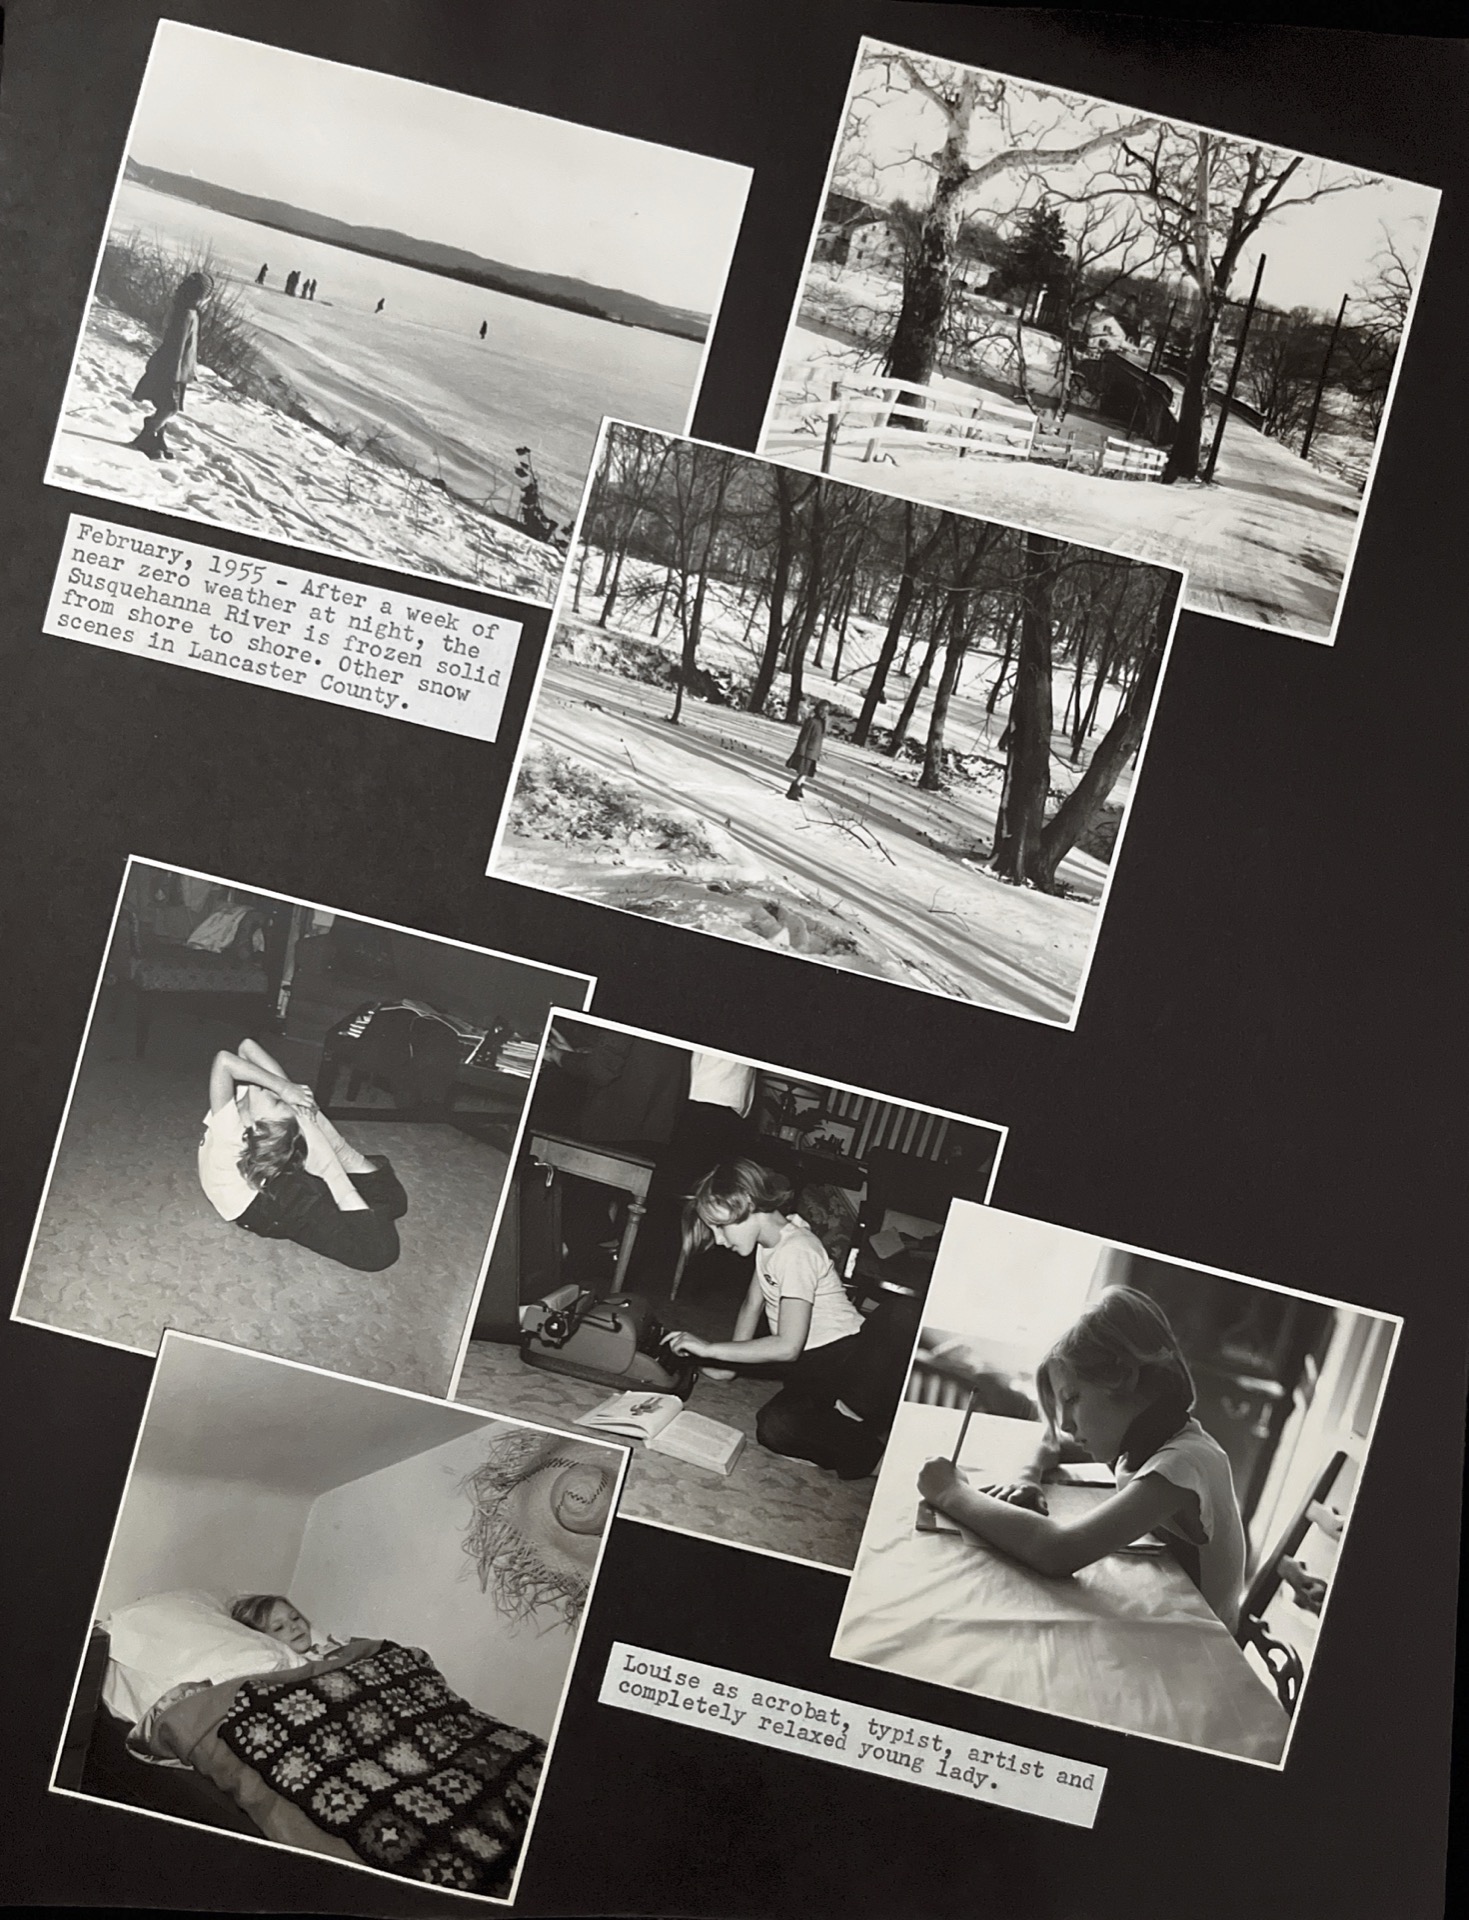 February, 1955 - After a week of
near zero weather at night, the
Susquehanna River is frozen solid
from shore to shore. Other snow
scenes in Lancaster County.
Louise as acrobat, typist, artist and
completely relaxed young lady.